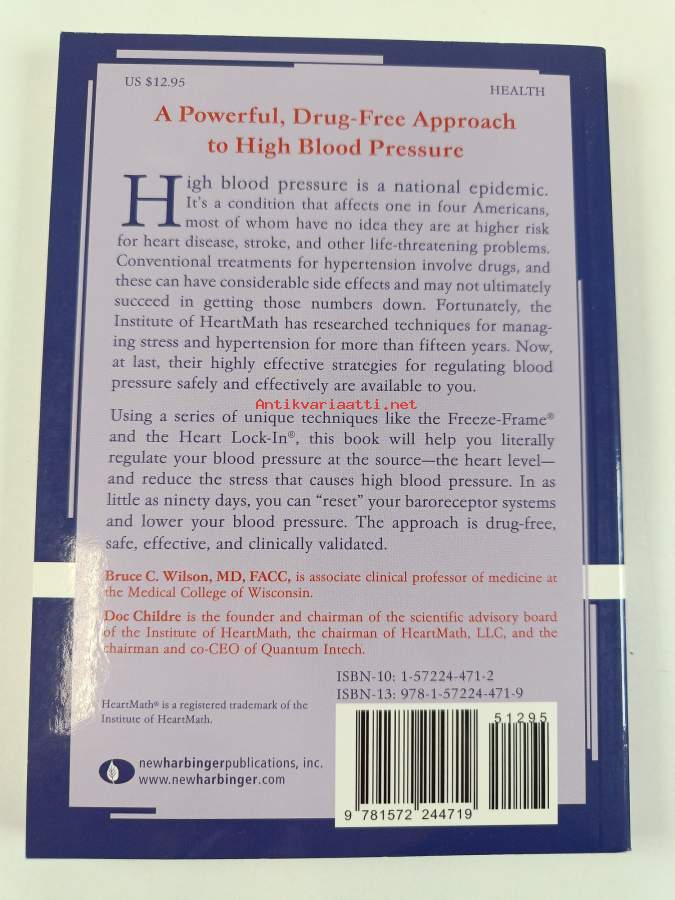 US $12.95
HEALTH
A Powerful, Drug-Free Approach
to High Blood Pressure
High blood pressure is a national epidemic.
It's a condition that affects one in four Americans,
most of whom have no idea they are at higher risk
for heart disease, stroke, and other life-threatening problems.
Conventional treatments for hypertension involve drugs, and
these can have considerable side effects and may not ultimately
succeed in getting those numbers down. Fortunately, the
Institute of HeartMath has researched techniques for manag-
ing stress and hypertension for more than fifteen years. Now,
at last, their highly effective strategies for regulating blood
pressure safely and effectively are available to you.
Antikvariaatti.net
Using a series of unique techniques like the Freeze-Frame®
and the Heart Lock-In®, this book will help you literally
regulate your blood pressure at the source—the heart level—
and reduce the stress that causes high blood pressure. In as
little as ninety days, you can “reset” your baroreceptor systems
and lower your blood pressure. The approach is drug-free,
safe, effective, and clinically validated.
Bruce C. Wilson, MD, FACC, is associate clinical professor of medicine at
the Medical College of Wisconsin.
Doc Childre is the founder and chairman of the scientific advisory board
of the Institute of HeartMath, the chairman of HeartMath, LLC, and the
chairman and co-CEO of Quantum Intech.
ISBN-10: 1-57224-471-2
ISBN-13: 978-1-57224-471-9
HeartMath® is a registered trademark of the
Institute of HeartMath.
51295
newharbingerpublications, inc.
www.newharbinger.com
9 781572 244719